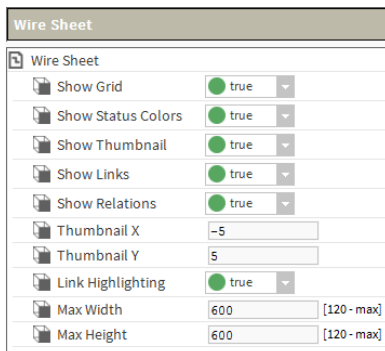 Wire Sheet
Wire Sheet
Show Grid true
Show Status Colors true
Show Thumbnail true
Show Links true
Show Relations true
Thumbnail X -5
Thumbnail Y 5
Link Highlighting true
Max Width 600 [120 - max]
Max Height 600 [120 - max]